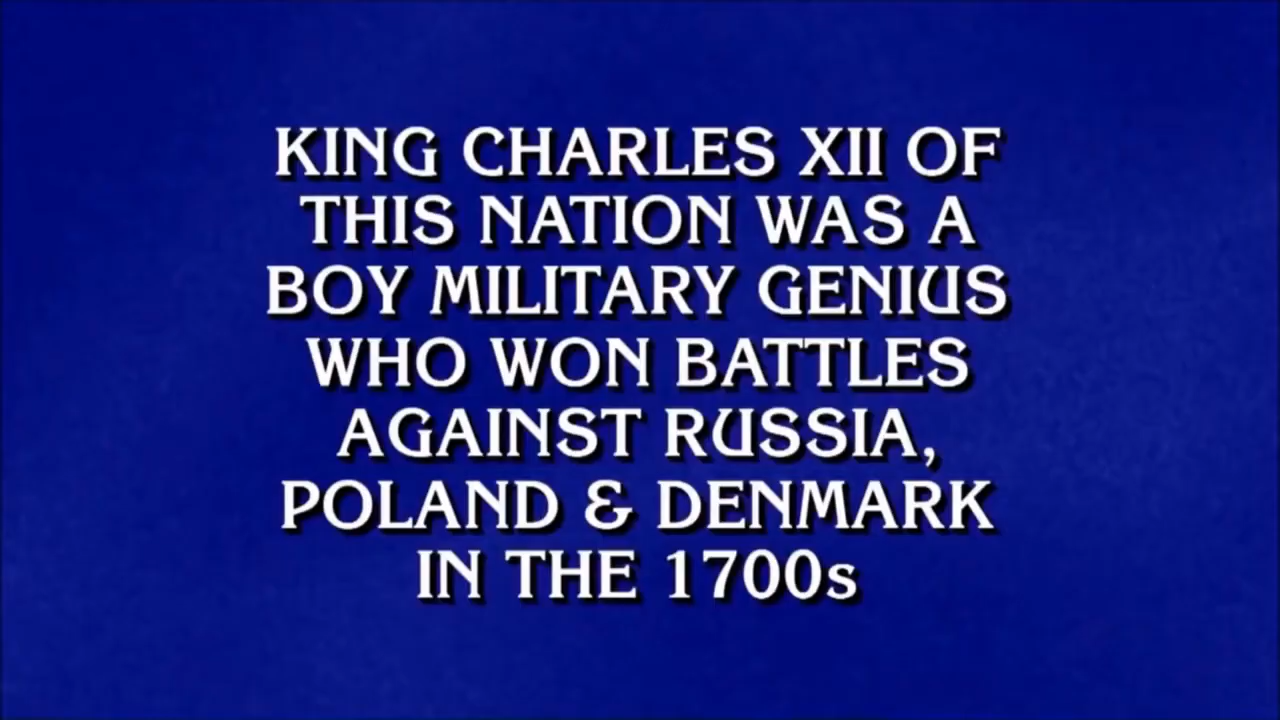 KING CHARLES XII OF
THIS NATION WAS A
BOY MILITARY GENIUS
WHO WON BATTLES
AGAINST RUSSIA,
POLAND & DENMARK
IN THE 1700s